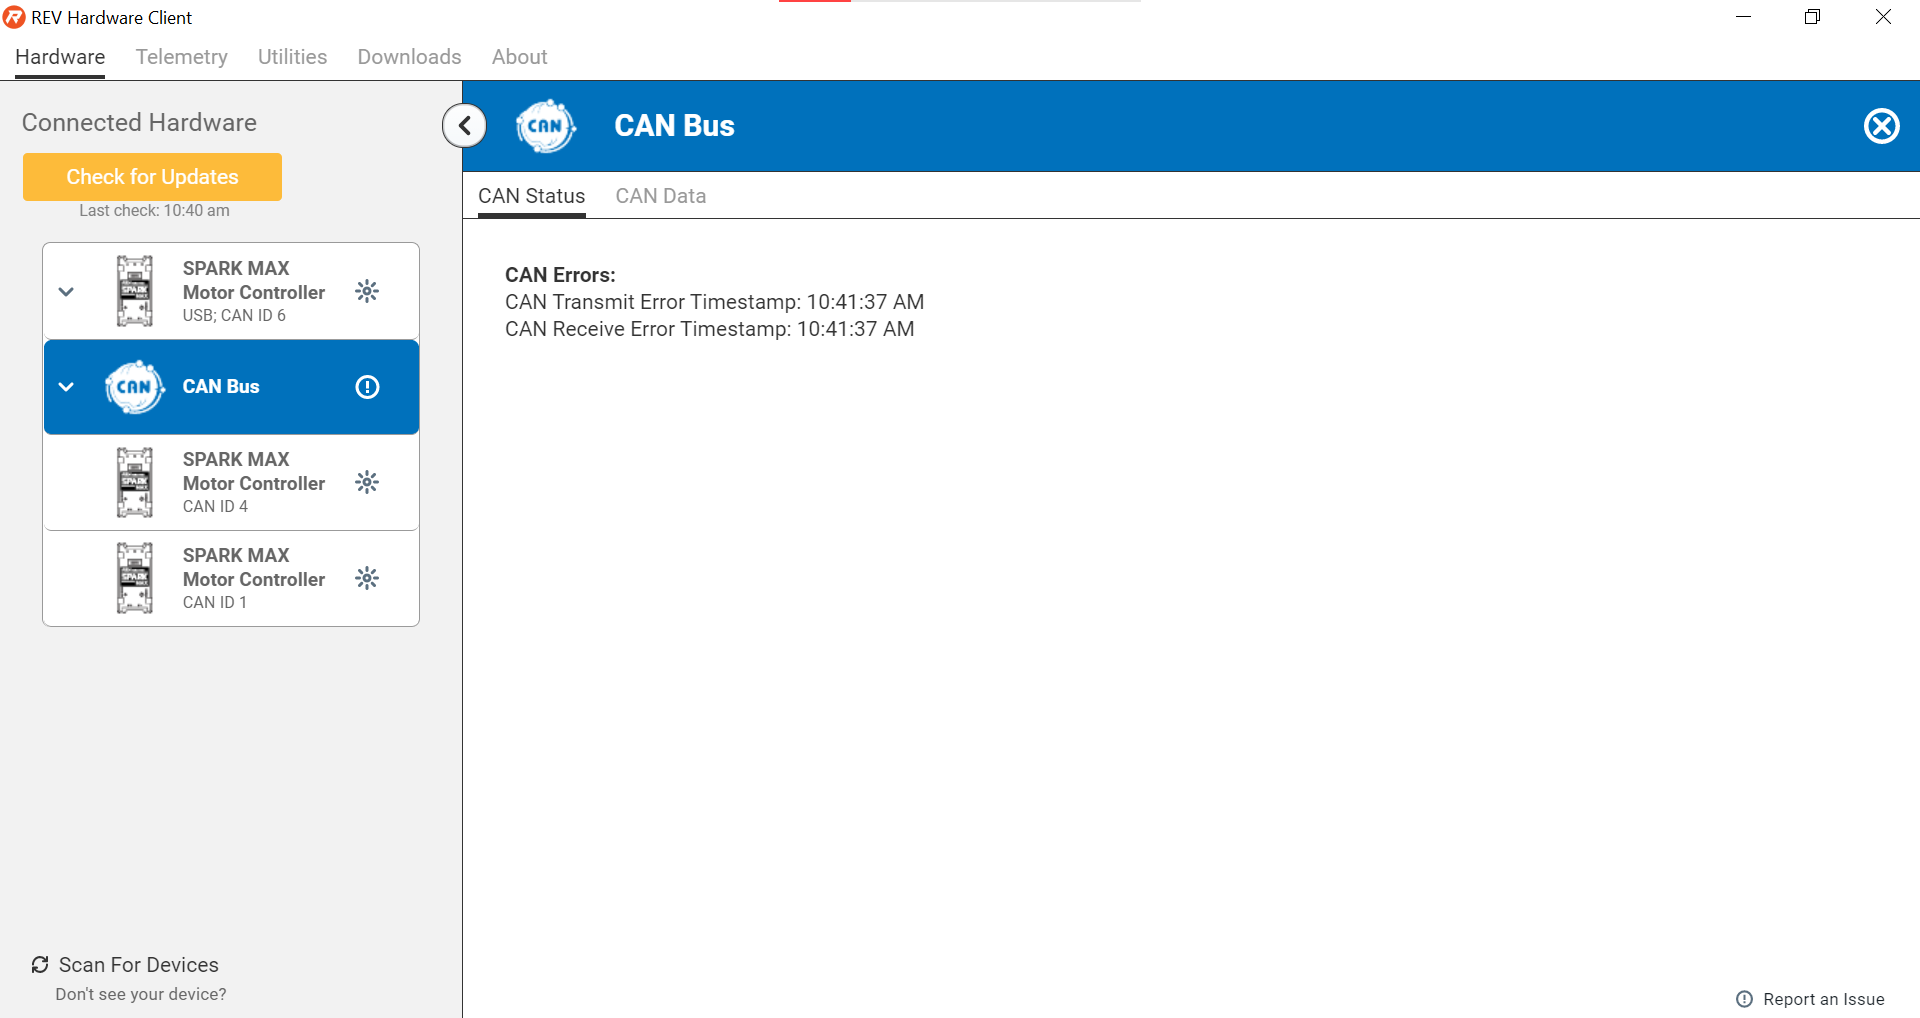 REV Hardware Client
Hardware Telemetry Utilities Downloads About
Connected Hardware
Check for Updates
Last check: 10:40 am
SPARK MAX
Motor Controller
USB; CAN ID 6
CAN
CAN Bus
SPARK MAX
Motor Controller
CAN ID 4
SPARK MAX
Motor Controller
CAN ID 1
Scan For Devices
Don't see your device?
CAN
CAN Bus
CAN Status CAN Data
CAN Errors:
CAN Transmit Error Timestamp: 10:41:37 AM
CAN Receive Error Timestamp: 10:41:37 AM
Report an Issue